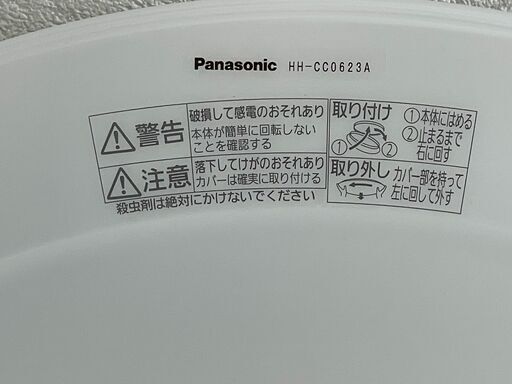 Panasonic HH-CC0623A
警告
破損して感電のおそれあり
本体が簡単に回転しない
ことを確認する
注意
落下してけがのおそれあり
カバーは確実に取り付ける
殺虫剤は絶対にかけないでください
取り付け
① ②
①本体にはめる
②止まるまで
右に回す
取り外し
カバー部を持って
左に回して外す